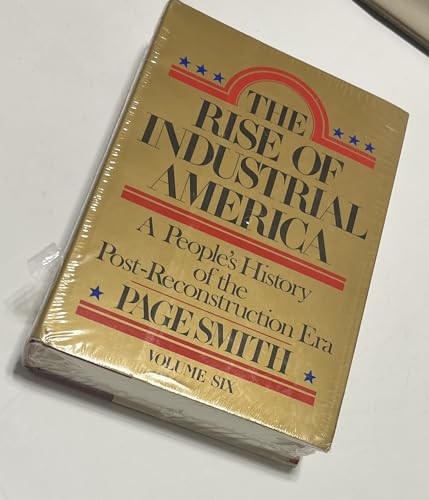 THE
RISE OF
INDUSTRIAL
AMERICA
A People's History
of the
Post-Reconstruction Era
PAGE SMITH
VOLUME SIX